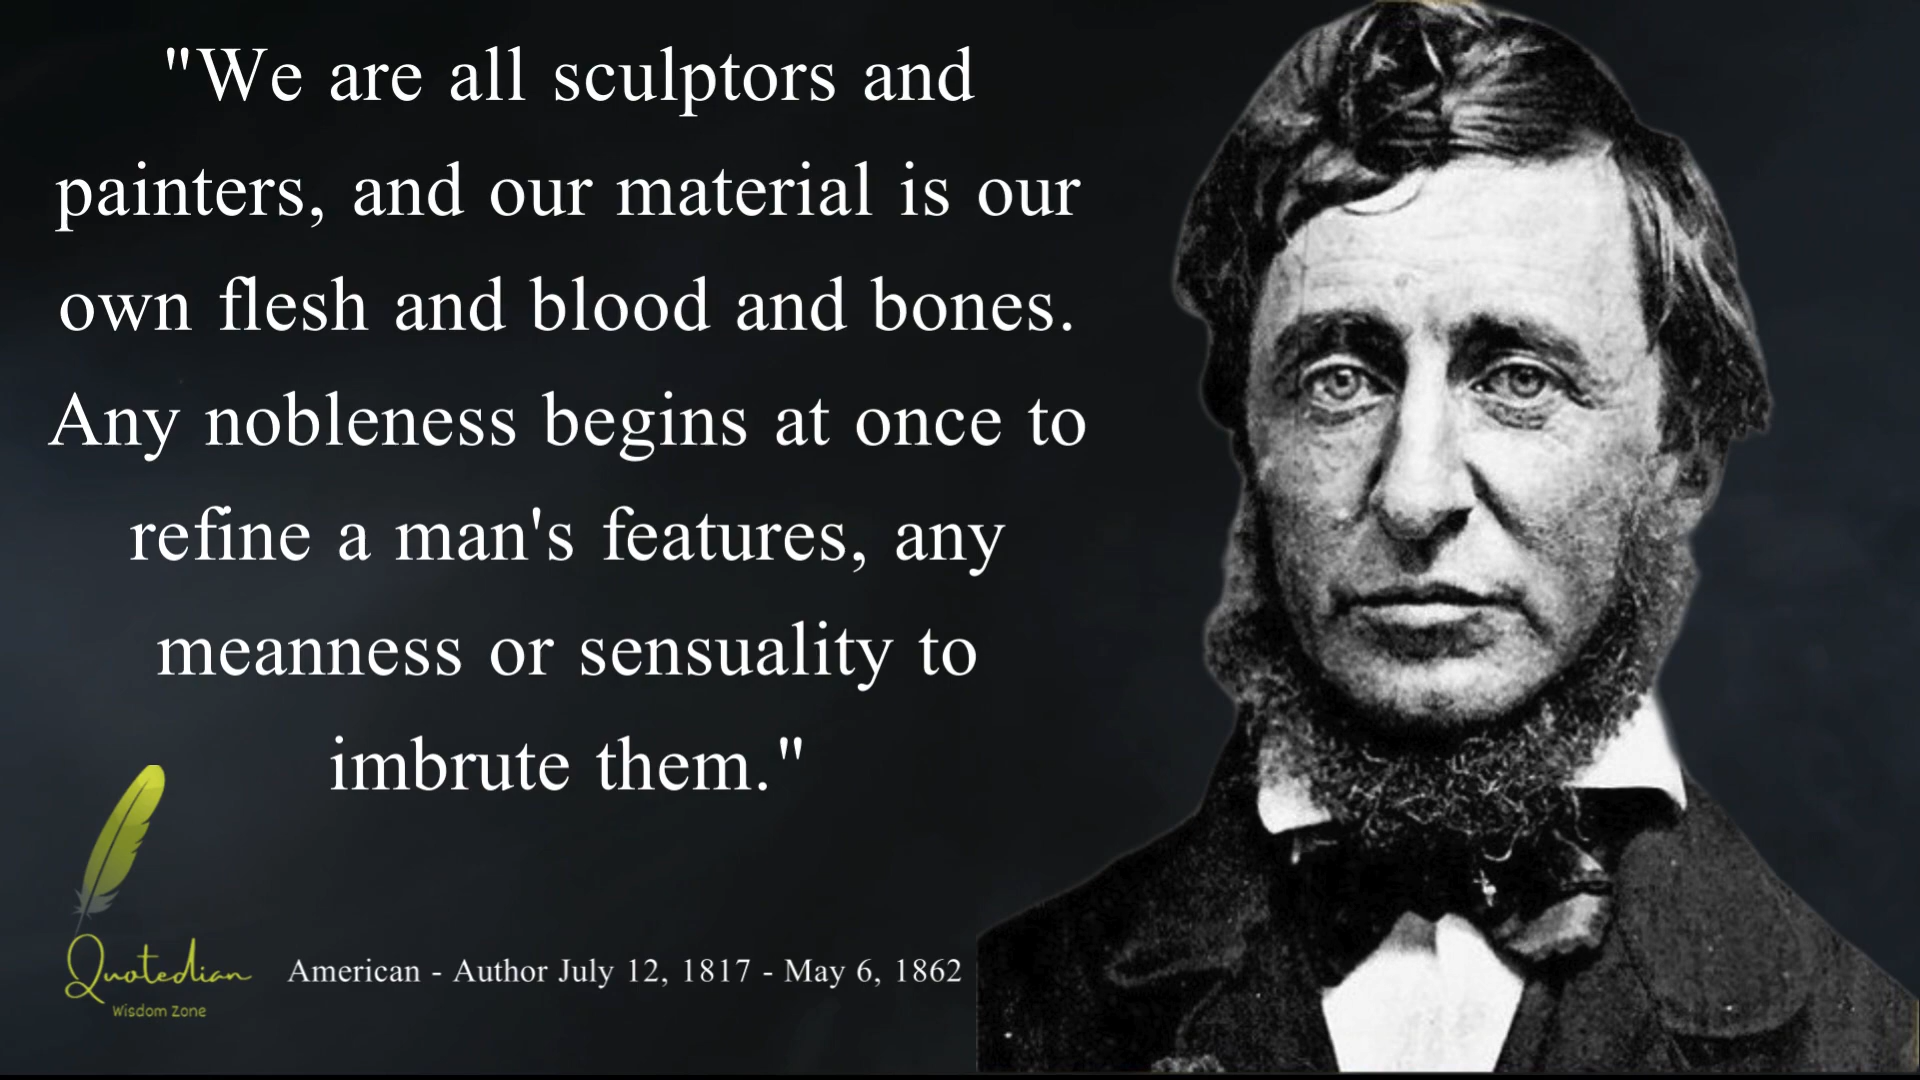 "We are all sculptors and
painters, and our material is our
own flesh and blood and bones.
Any nobleness begins at once to
refine a man's features, any
meanness or sensuality to
imbrute them."
Quotedian
Wisdom Zone
American - Author July 12, 1817 - May 6, 1862